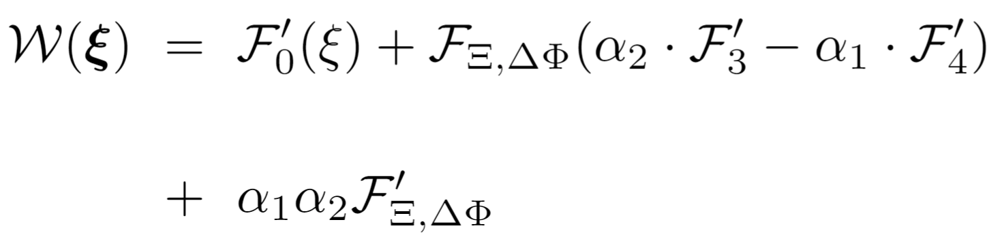 𝓦(𝛏) = 𝓕′₀(ξ) + 𝓕_{Ξ,ΔΦ}(α₂ · 𝓕′₃ − α₁ · 𝓕′₄)
+ α₁α₂𝓕′_{Ξ,ΔΦ}